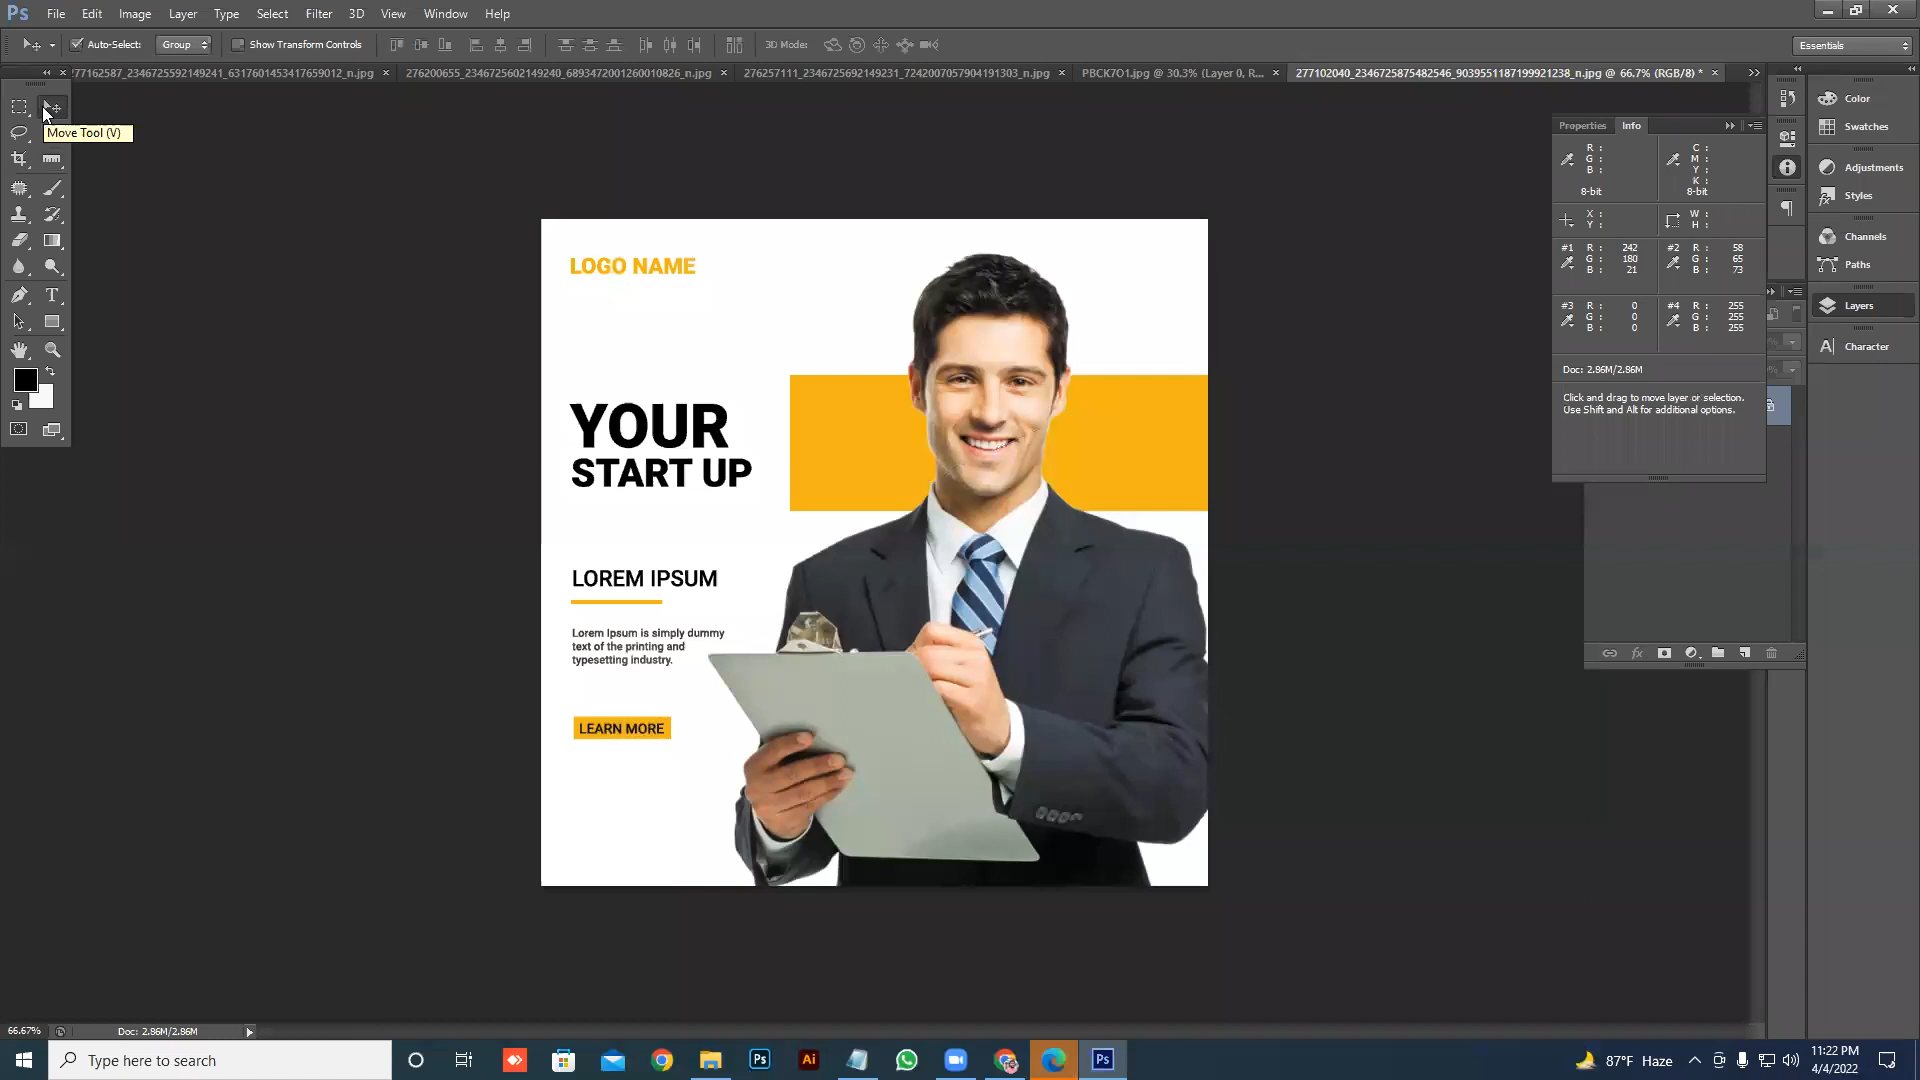 Ps File Edit Image Layer Type Select Filter 3D View Window Help
Auto-Select: Group Show Transform Controls 3D Mode: Essentials
277162587_2346725592149241_6317601453417659012_n.jpg × 276200655_2346725602149240_6893472001260010826_n.jpg × 276257111_2346725692149231_7242007057904191303_n.jpg × PBCK7O1.jpg @ 30.3% (Layer 0, R... × 277102040_2346725875482546_9039551187199921238_n.jpg @ 66.7% (RGB/8) * ×
Move Tool (V)
LOGO NAME
YOUR
START UP
LOREM IPSUM
Lorem Ipsum is simply dummy
text of the printing and
typesetting industry.
LEARN MORE
Properties Info
R : C :
G : M :
B : Y :
K :
8-bit 8-bit
X : W :
Y : H :
#1 R : 242 #2 R : 58
G : 180 G : 65
B : 21 B : 73
#3 R : 0 #4 R : 255
G : 0 G : 255
B : 0 B : 255
Doc: 2.86M/2.86M
Click and drag to move layer or selection.
Use Shift and Alt for additional options.
Color
Swatches
Adjustments
Styles
Channels
Paths
Layers
Character
66.67% Doc: 2.86M/2.86M
Type here to search
Ps Ai Ps
87°F Haze
11:22 PM
4/4/2022